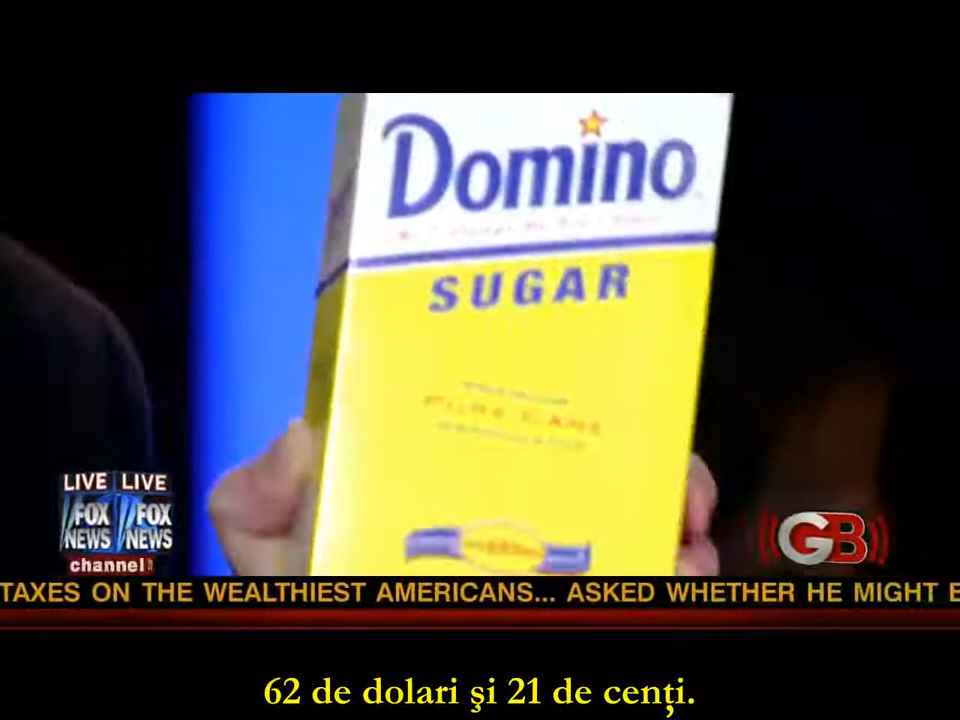 Domino
SUGAR
PURE CANE
LIVE LIVE
FOX FOX
NEWS NEWS
channel
GB
TAXES ON THE WEALTHIEST AMERICANS... ASKED WHETHER HE MIGHT
62 de dolari şi 21 de cenţi.